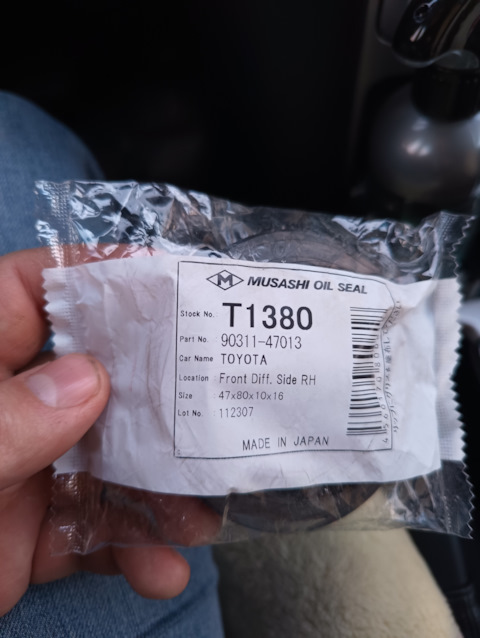 M MUSASHI OIL SEAL
Stock No. T1380
Part No. : 90311-47013
Car Name : TOYOTA
Location : Front Diff. Side RH
Size : 47x80x10x16
Lot No. : 112307
MADE IN JAPAN